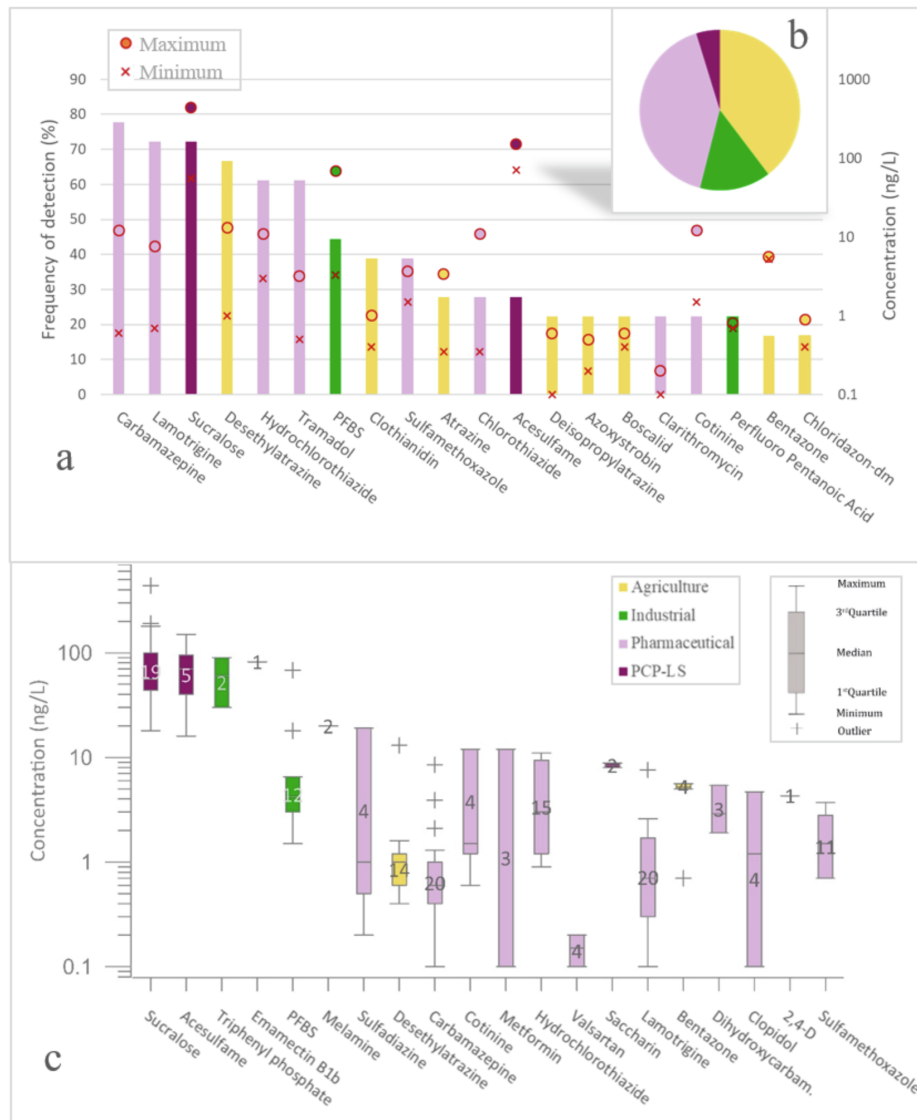 Maximum
Minimum
b
90
80
70
60
50
40
30
20
10
0
Frequency of detection (%)
1000
100
10
1
0.1
Concentration (ng/L)
Carbamazepine
Lamotrigine
Sucralose
Desethylatrazine
Hydrochlorothiazide
Tramadol
PFBS
Clothianidin
Sulfamethoxazole
Atrazine
Chlorothiazide
Acesulfame
Deisopropylatrazine
Azoxystrobin
Boscalid
Clarithromycin
Cotinine
Perfluoro Pentanoic Acid
Bentazone
Chloridazon-dm
a
Agriculture
Industrial
Pharmaceutical
PCP-LS
Maximum
3rdQuartile
Median
1stQuartile
Minimum
Outlier
100
10
1
0.1
Concentration (ng/L)
19
5
2
1
12
2
4
14
20
4
3
15
4
2
20
4
3
4
1
11
Sucralose
Acesulfame
Triphenyl phosphate
Emamectin B1b
PFBS
Melamine
Sulfadiazine
Desethylatrazine
Carbamazepine
Cotinine
Metformin
Hydrochlorothiazide
Valsartan
Saccharin
Lamotrigine
Bentazone
Dihydroxycarbam.
Clopidol
2,4-D
Sulfamethoxazole
c